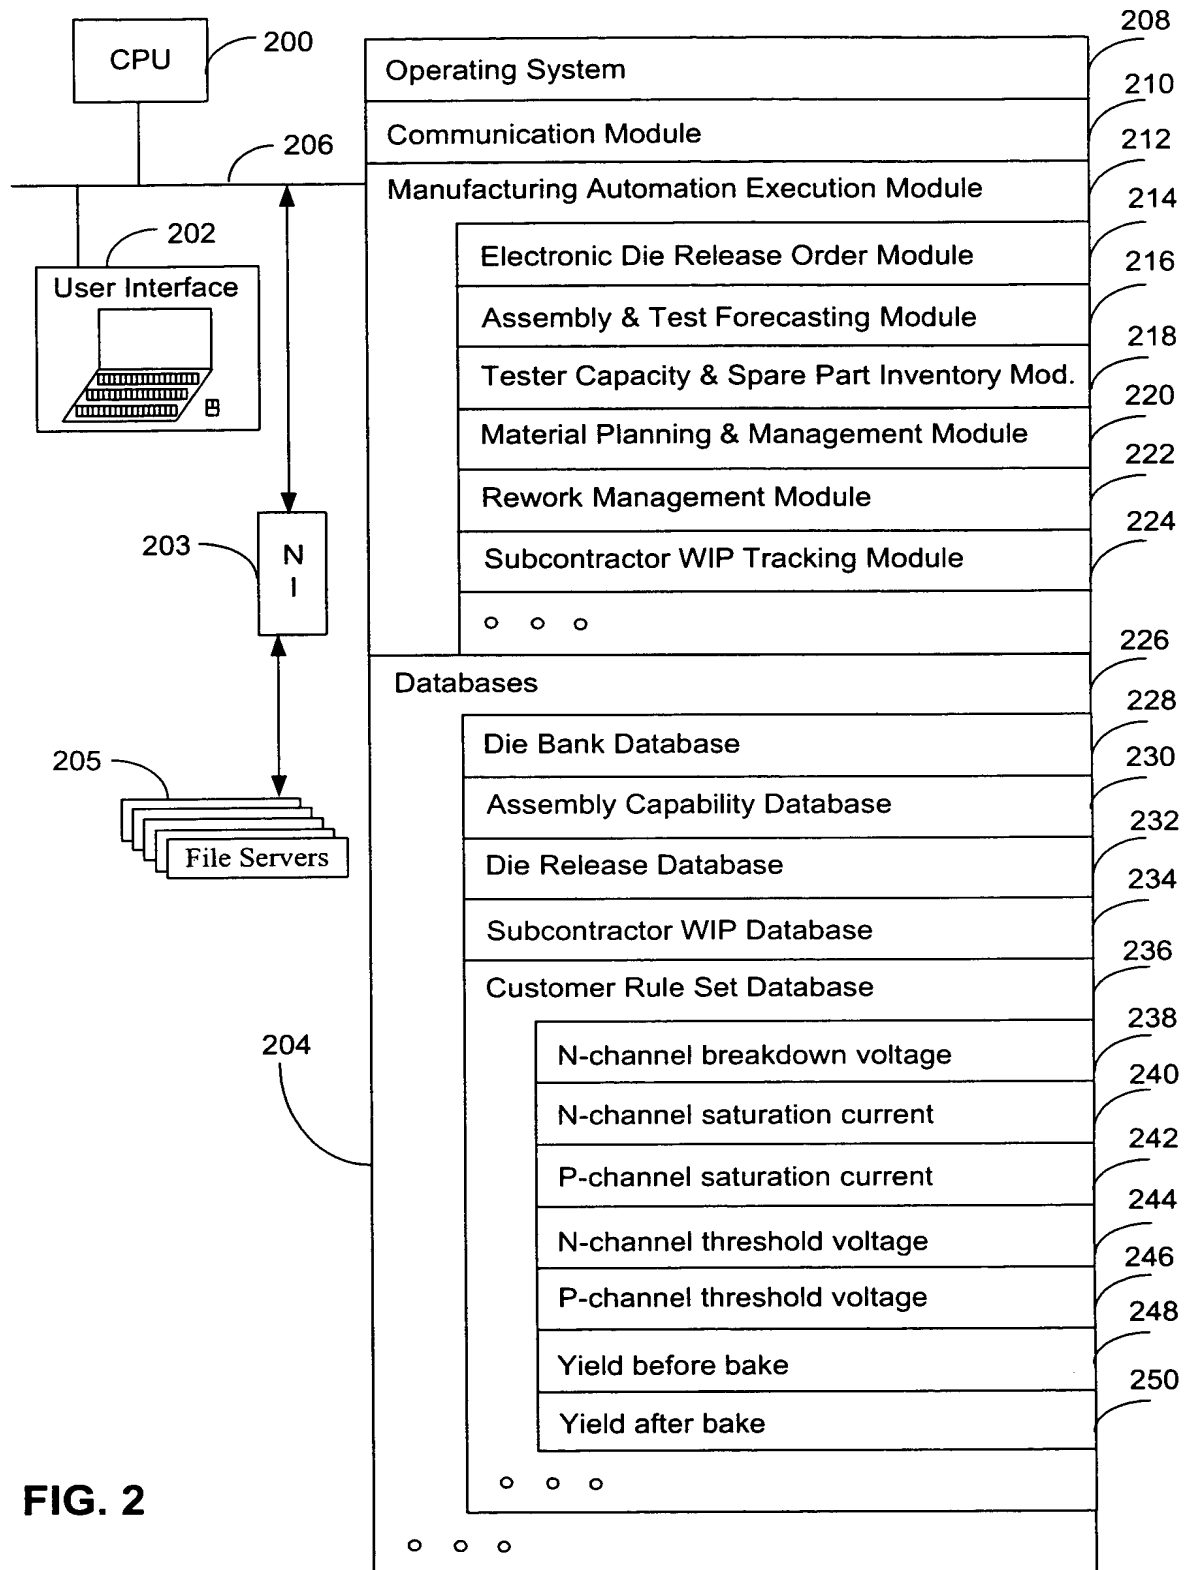 CPU
200
206
202
User Interface
203
N
I
205
File Servers
204
Operating System
208
Communication Module
210
Manufacturing Automation Execution Module
212
Electronic Die Release Order Module
214
Assembly & Test Forecasting Module
216
Tester Capacity & Spare Part Inventory Mod.
218
Material Planning & Management Module
220
Rework Management Module
222
Subcontractor WIP Tracking Module
224
Databases
226
Die Bank Database
228
Assembly Capability Database
230
Die Release Database
232
Subcontractor WIP Database
234
Customer Rule Set Database
236
N-channel breakdown voltage
238
N-channel saturation current
240
P-channel saturation current
242
N-channel threshold voltage
244
P-channel threshold voltage
246
Yield before bake
248
Yield after bake
250
FIG. 2